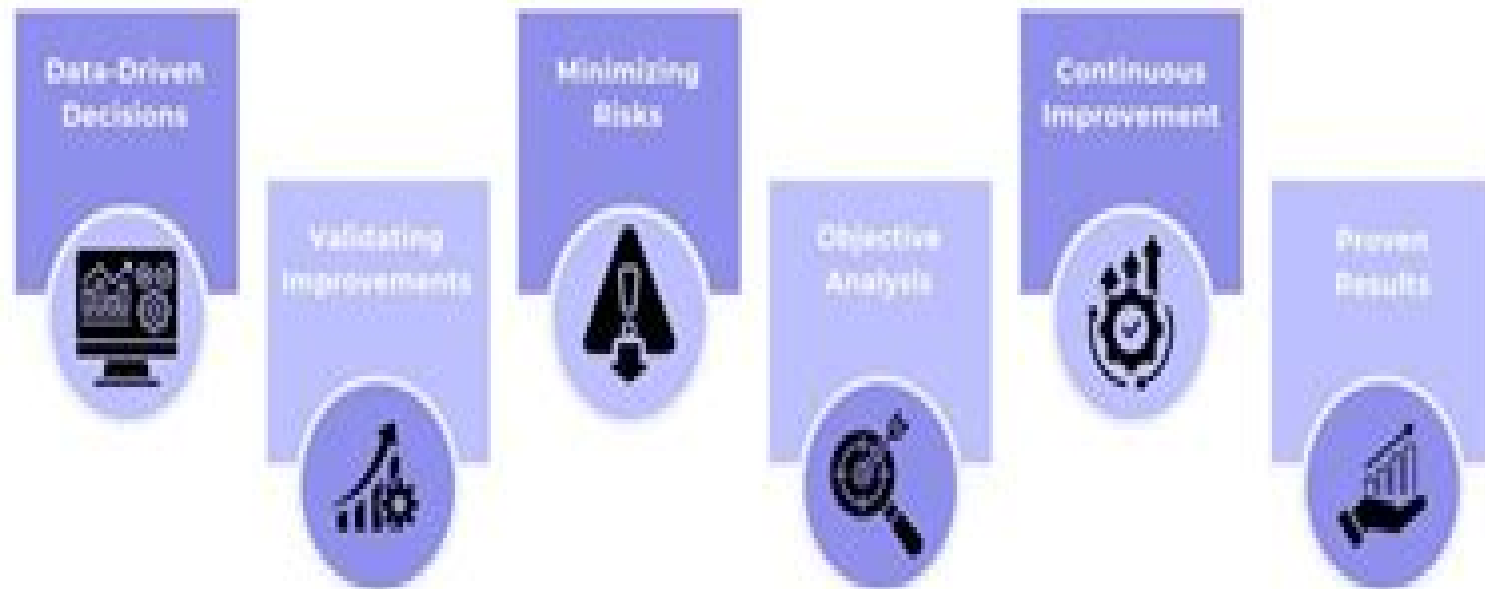 Data-Driven
Decisions
Validating
Improvements
Minimizing
Risks
Objective
Analysis
Continuous
Improvement
Proven
Results